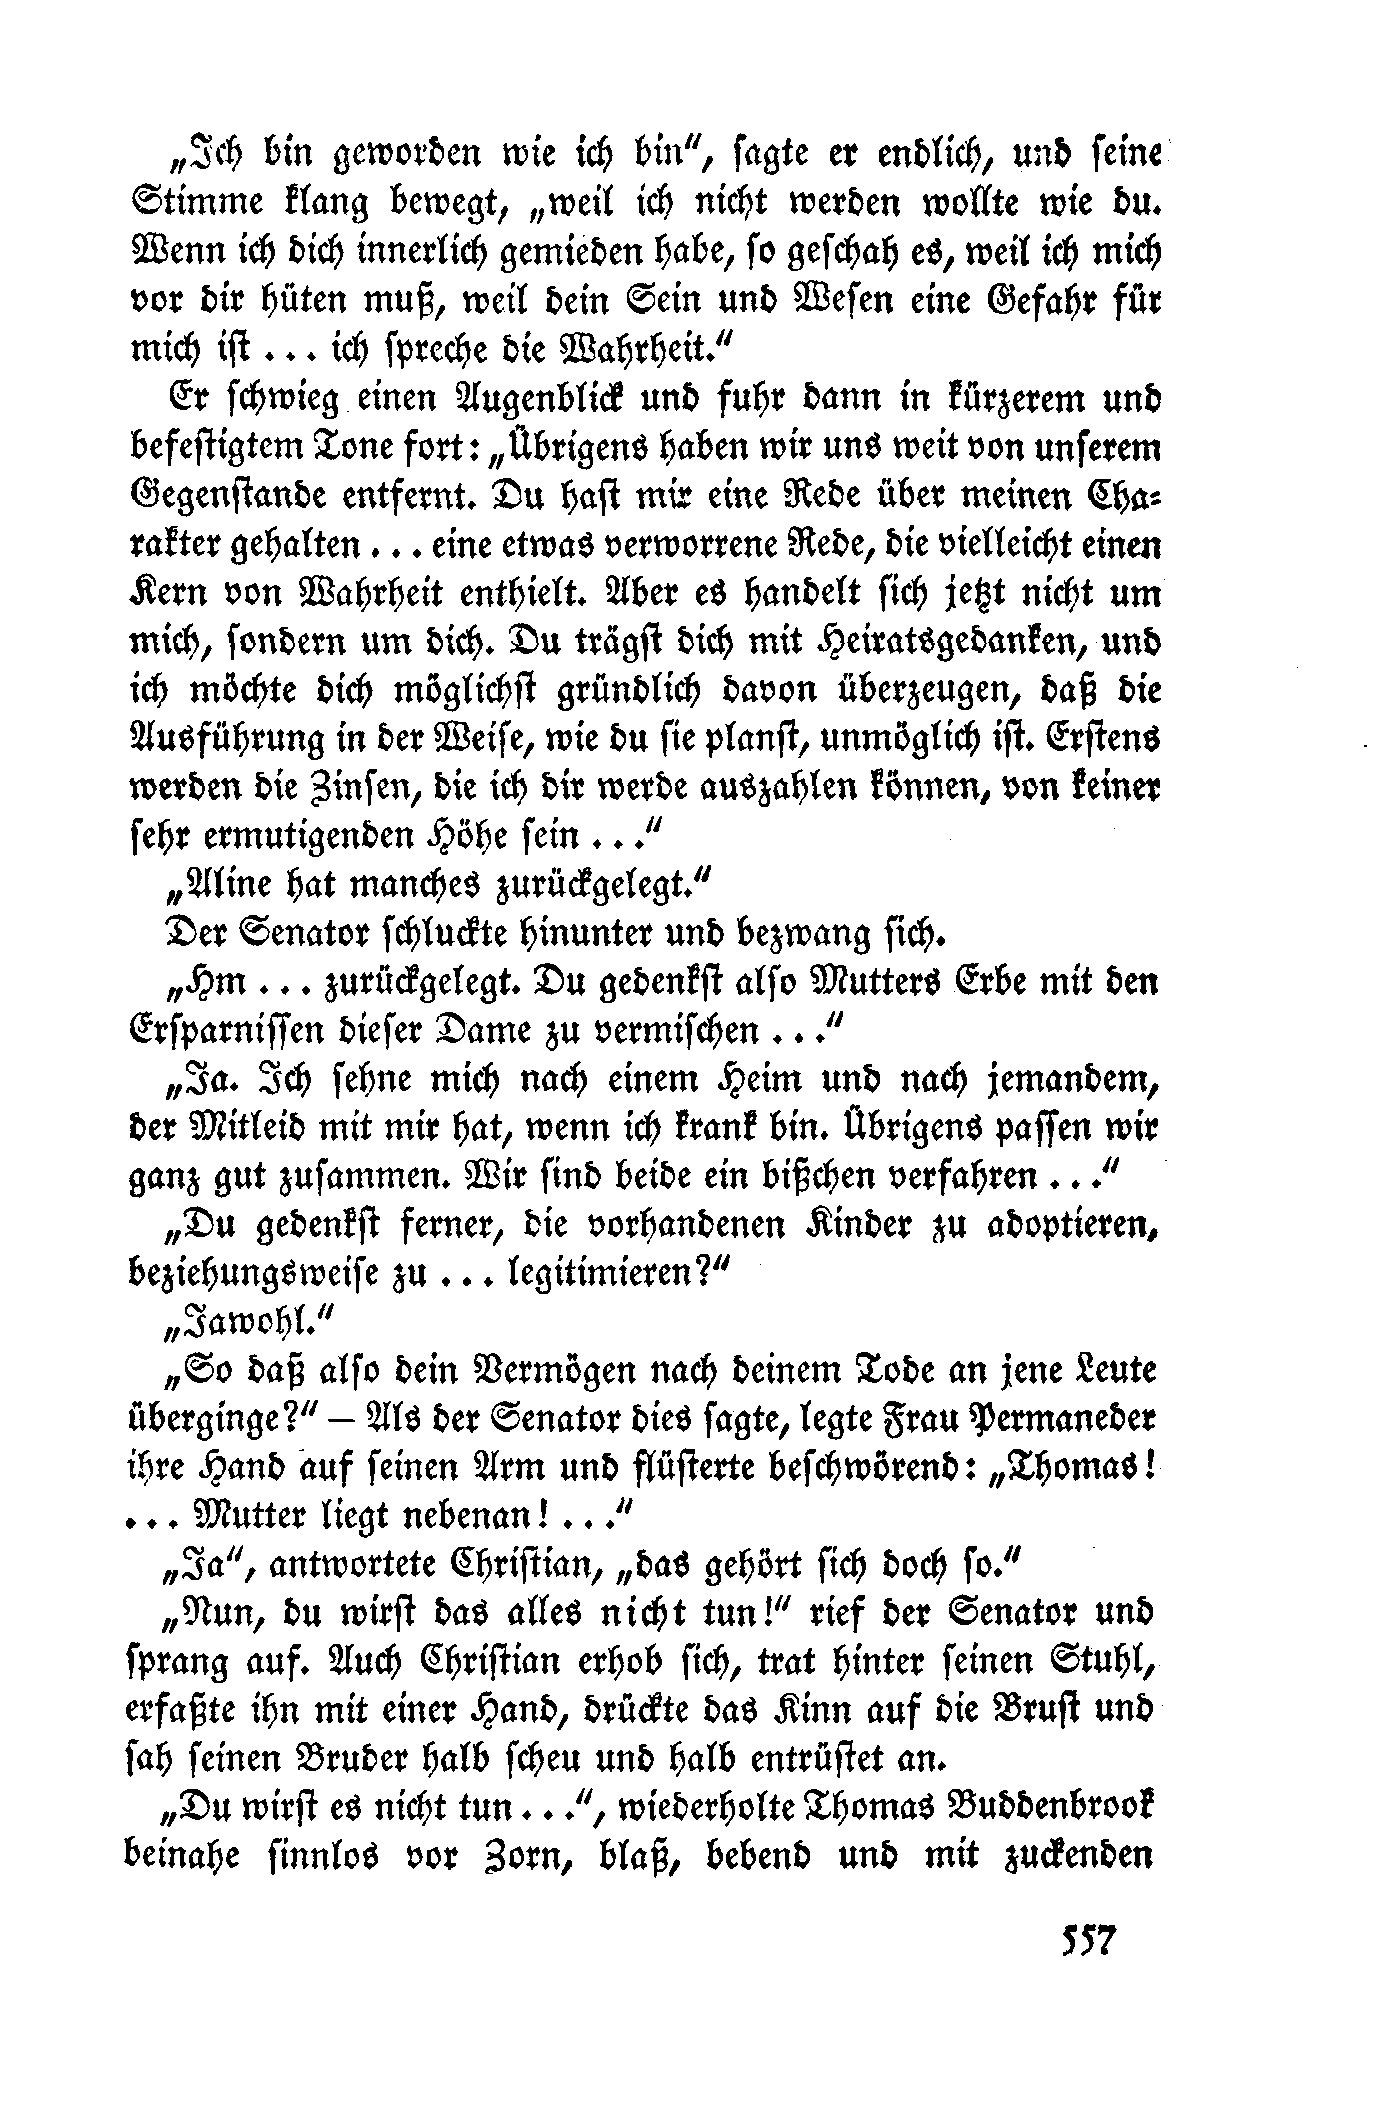 „Ich bin geworden wie ich bin“, sagte er endlich, und seine
Stimme klang bewegt, „weil ich nicht werden wollte wie du.
Wenn ich dich innerlich gemieden habe, so geschah es, weil ich mich
vor dir hüten muß, weil dein Sein und Wesen eine Gefahr für
mich ist . . . ich spreche die Wahrheit.“
Er schwieg einen Augenblick und fuhr dann in kürzerem und
befestigtem Tone fort: „Übrigens haben wir uns weit von unserem
Gegenstande entfernt. Du hast mir eine Rede über meinen Cha-
rakter gehalten . . . eine etwas verworrene Rede, die vielleicht einen
Kern von Wahrheit enthielt. Aber es handelt sich jetzt nicht um
mich, sondern um dich. Du trägst dich mit Heiratsgedanken, und
ich möchte dich möglichst gründlich davon überzeugen, daß die
Ausführung in der Weise, wie du sie planst, unmöglich ist. Erstens
werden die Zinsen, die ich dir werde auszahlen können, von keiner
sehr ermutigenden Höhe sein . . .“
„Aline hat manches zurückgelegt.“
Der Senator schluckte hinunter und bezwang sich.
„Hm . . . zurückgelegt. Du gedenkst also Mutters Erbe mit den
Ersparnissen dieser Dame zu vermischen . . .“
„Ja. Ich sehne mich nach einem Heim und nach jemandem,
der Mitleid mit mir hat, wenn ich krank bin. Übrigens passen wir
ganz gut zusammen. Wir sind beide ein bißchen verfahren . . .“
„Du gedenkst ferner, die vorhandenen Kinder zu adoptieren,
beziehungsweise zu . . . legitimieren?“
„Jawohl.“
„So daß also dein Vermögen nach deinem Tode an jene Leute
überginge?“ — Als der Senator dies sagte, legte Frau Permaneder
ihre Hand auf seinen Arm und flüsterte beschwörend: „Thomas!
. . . Mutter liegt nebenan! . . .“
„Ja“, antwortete Christian, „das gehört sich doch so.“
„Nun, du wirst das alles nicht tun!“ rief der Senator und
sprang auf. Auch Christian erhob sich, trat hinter seinen Stuhl,
erfaßte ihn mit einer Hand, drückte das Kinn auf die Brust und
sah seinen Bruder halb scheu und halb entrüstet an.
„Du wirst es nicht tun . . .“, wiederholte Thomas Buddenbrook
beinahe sinnlos vor Zorn, blaß, bebend und mit zuckenden
557